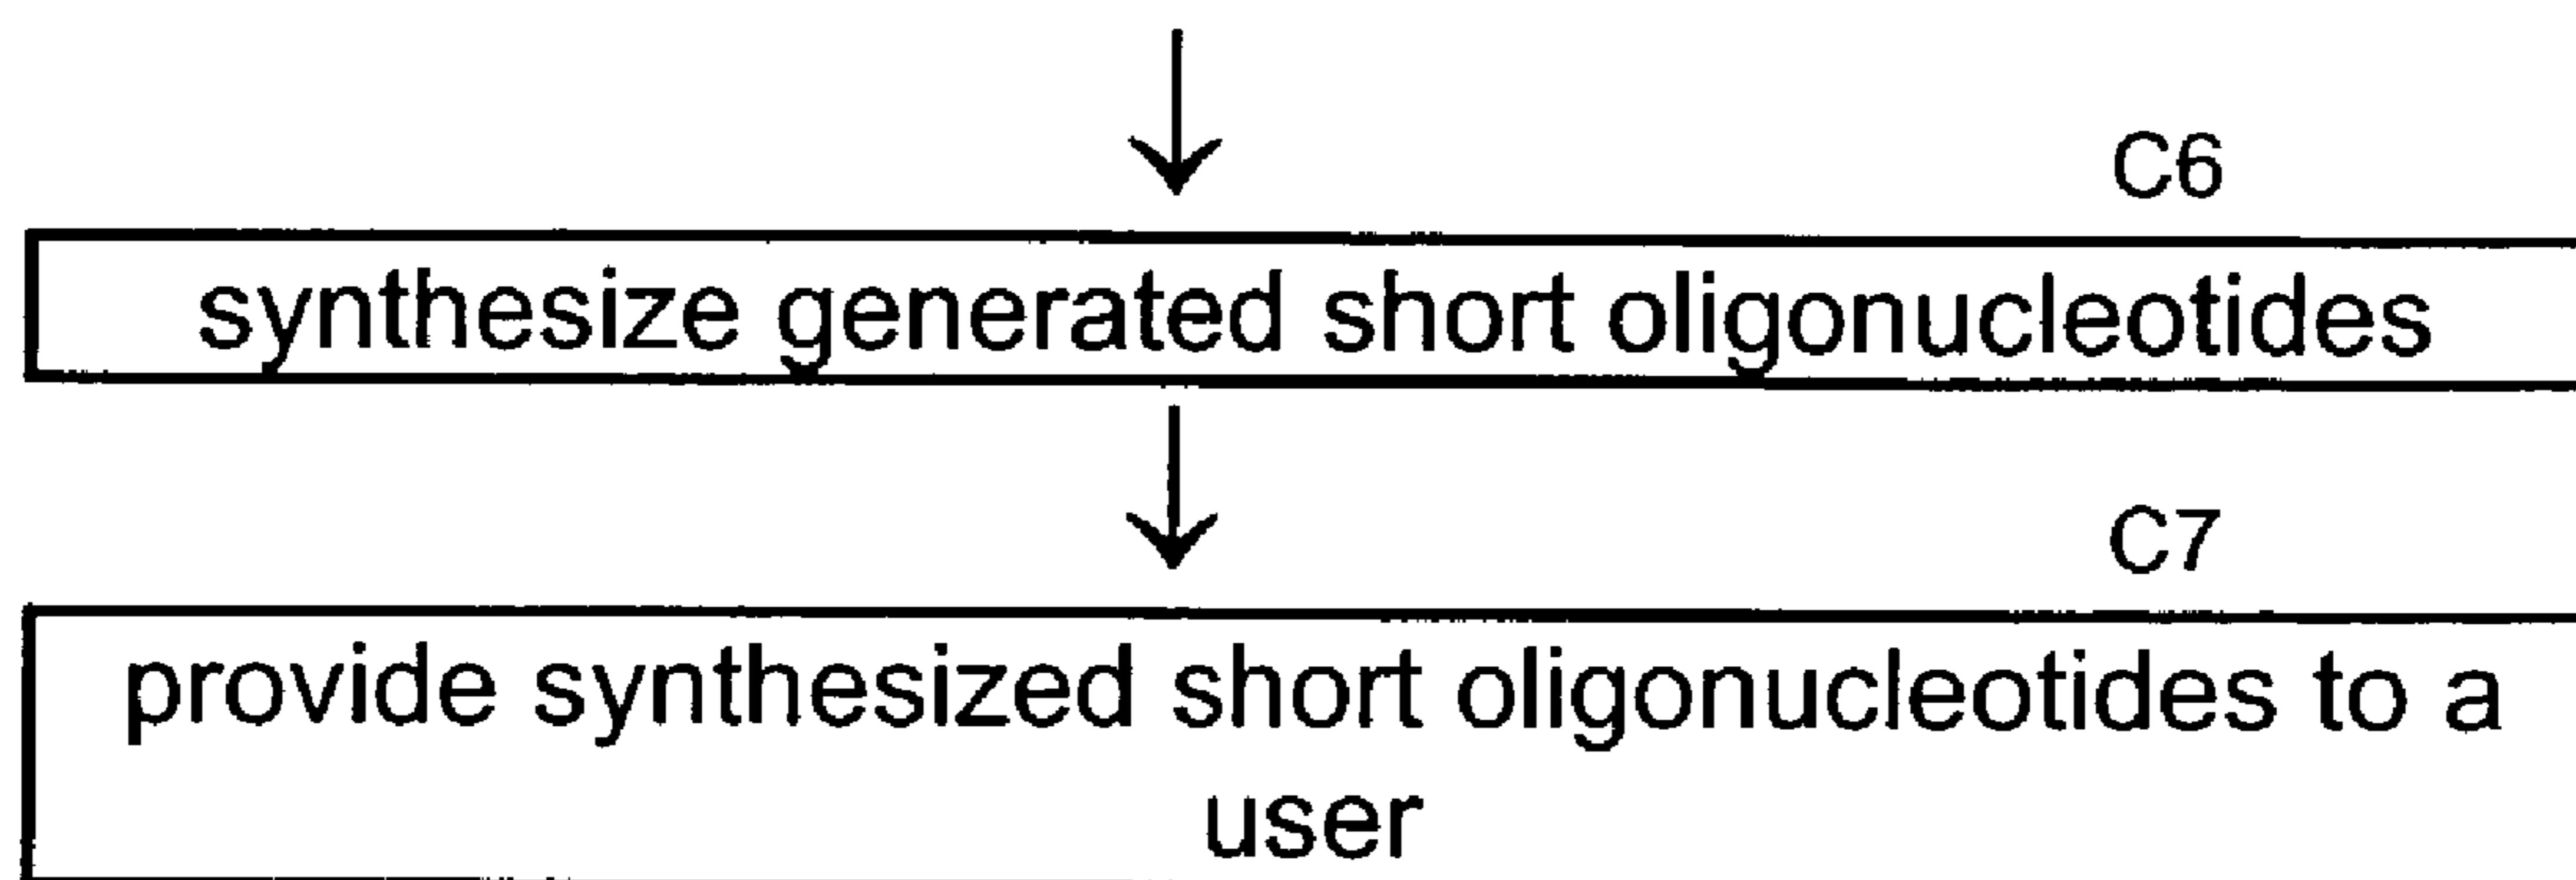 C6
synthesize generated short oligonucleotides
C7
provide synthesized short oligonucleotides to a
user